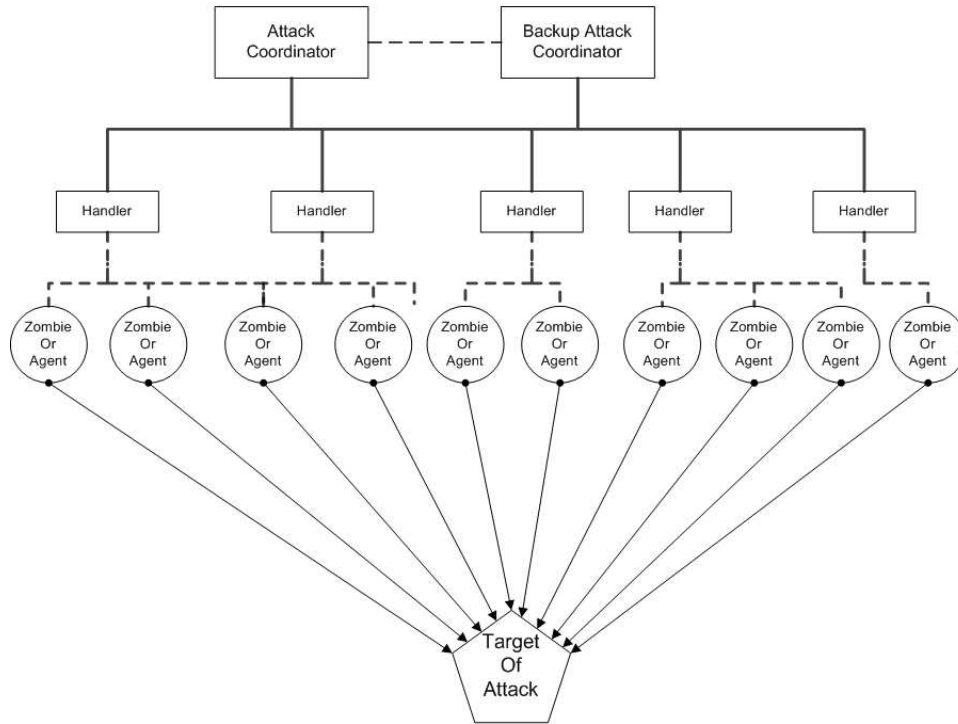 Attack
Coordinator
Backup Attack
Coordinator
Handler
Handler
Handler
Handler
Handler
Zombie
Or
Agent
Zombie
Or
Agent
Zombie
Or
Agent
Zombie
Or
Agent
Zombie
Or
Agent
Zombie
Or
Agent
Zombie
Or
Agent
Zombie
Or
Agent
Zombie
Or
Agent
Zombie
Or
Agent
Target
Of
Attack